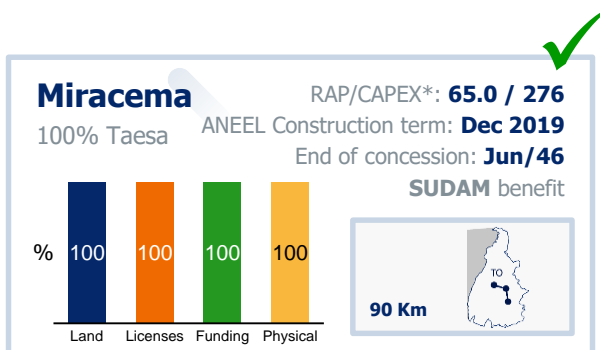 Miracema
100% Taesa
RAP/CAPEX*: 65.0 / 276
ANEEL Construction term: Dec 2019
End of concession: Jun/46
SUDAM benefit
% 100 100 100 100
Land Licenses Funding Physical
TO
90 Km